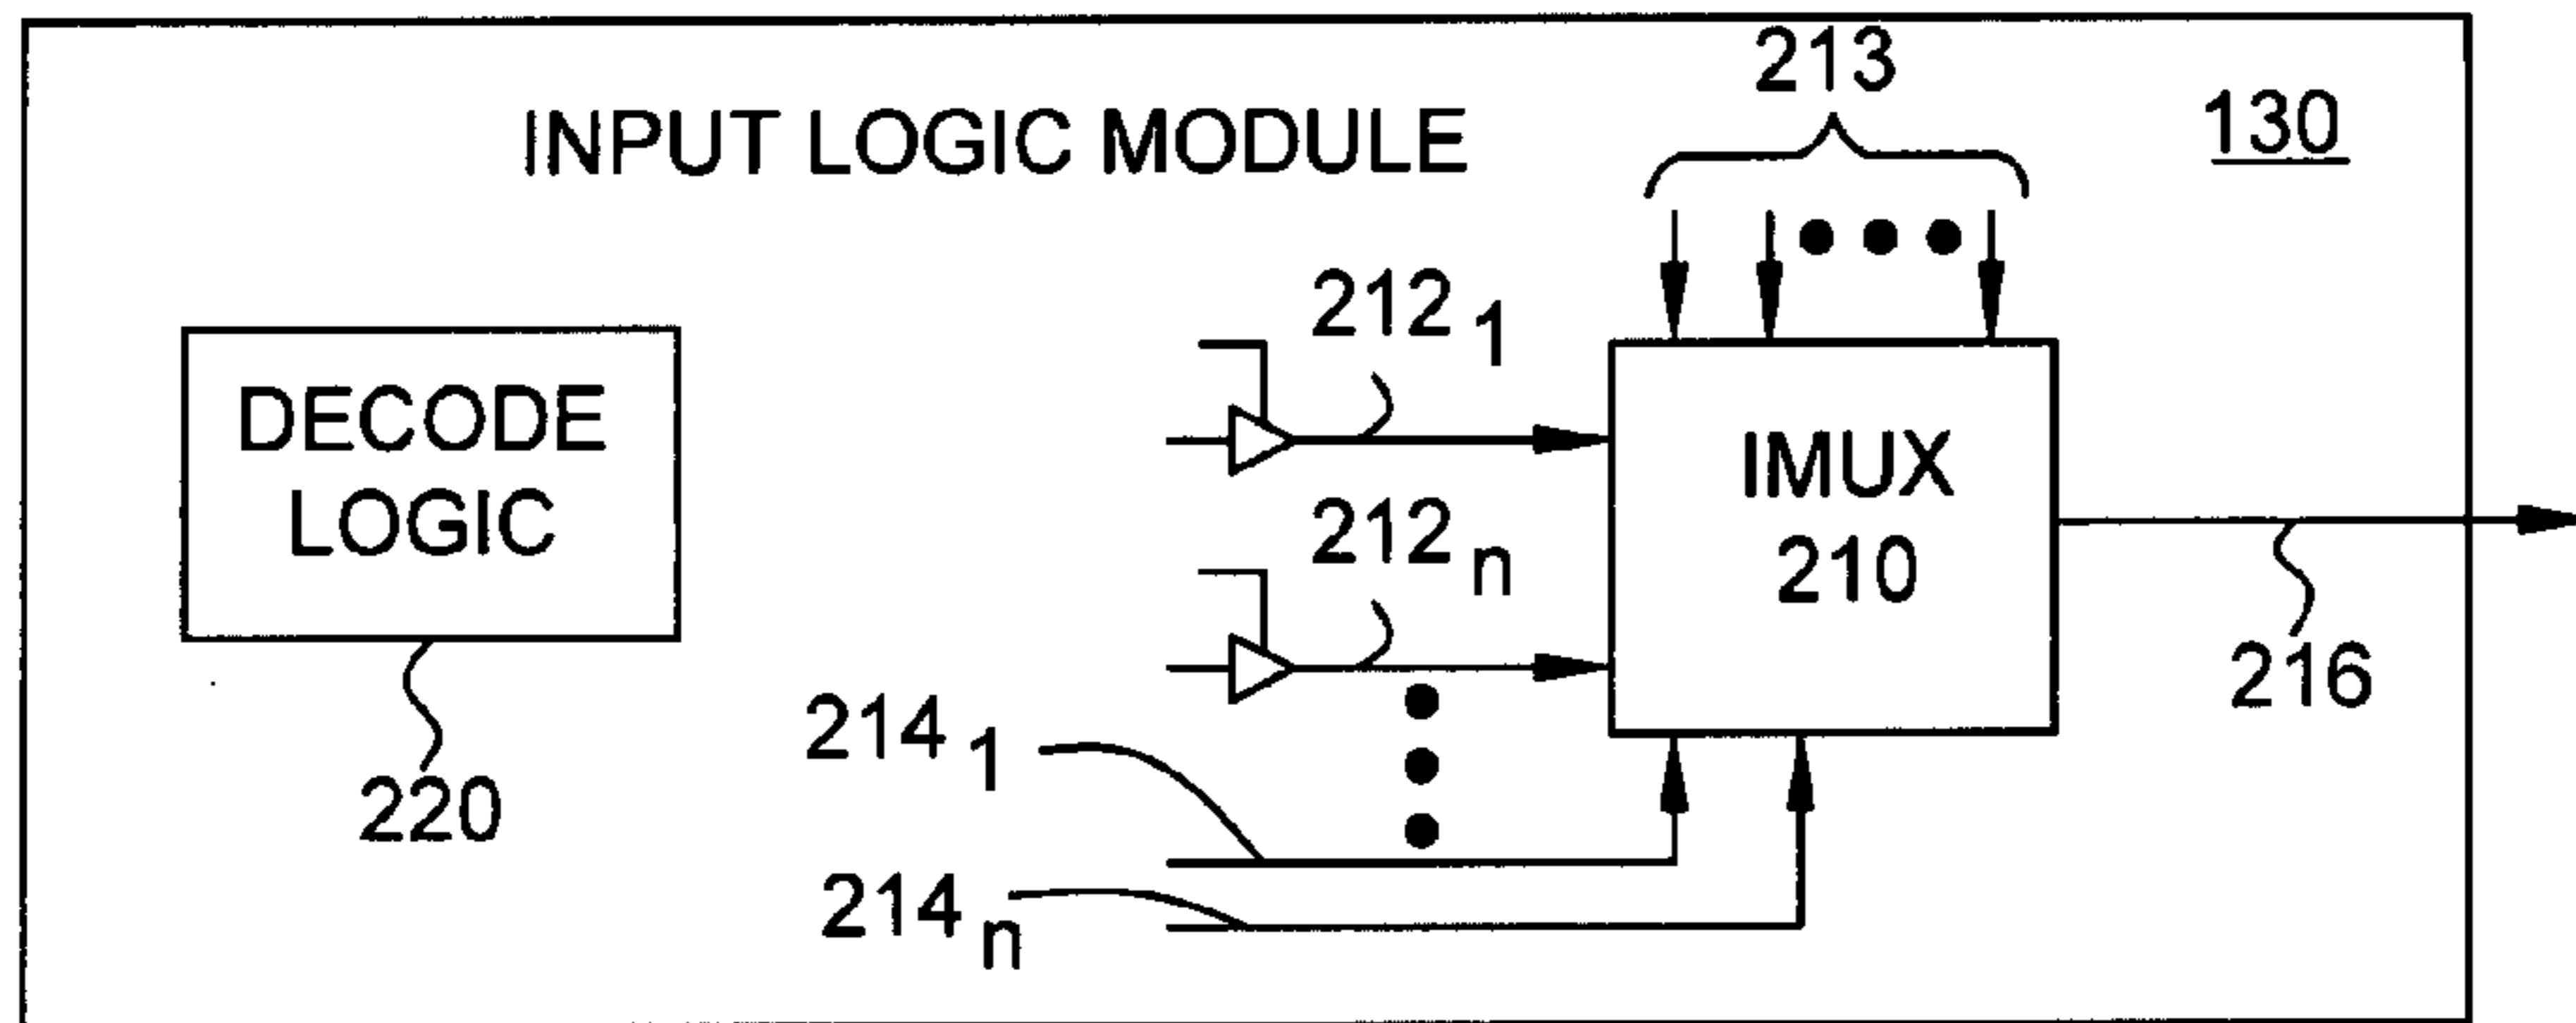 213
INPUT LOGIC MODULE
130
212 1
DECODE
LOGIC
IMUX
210
212 n
216
214 1
220
214 n